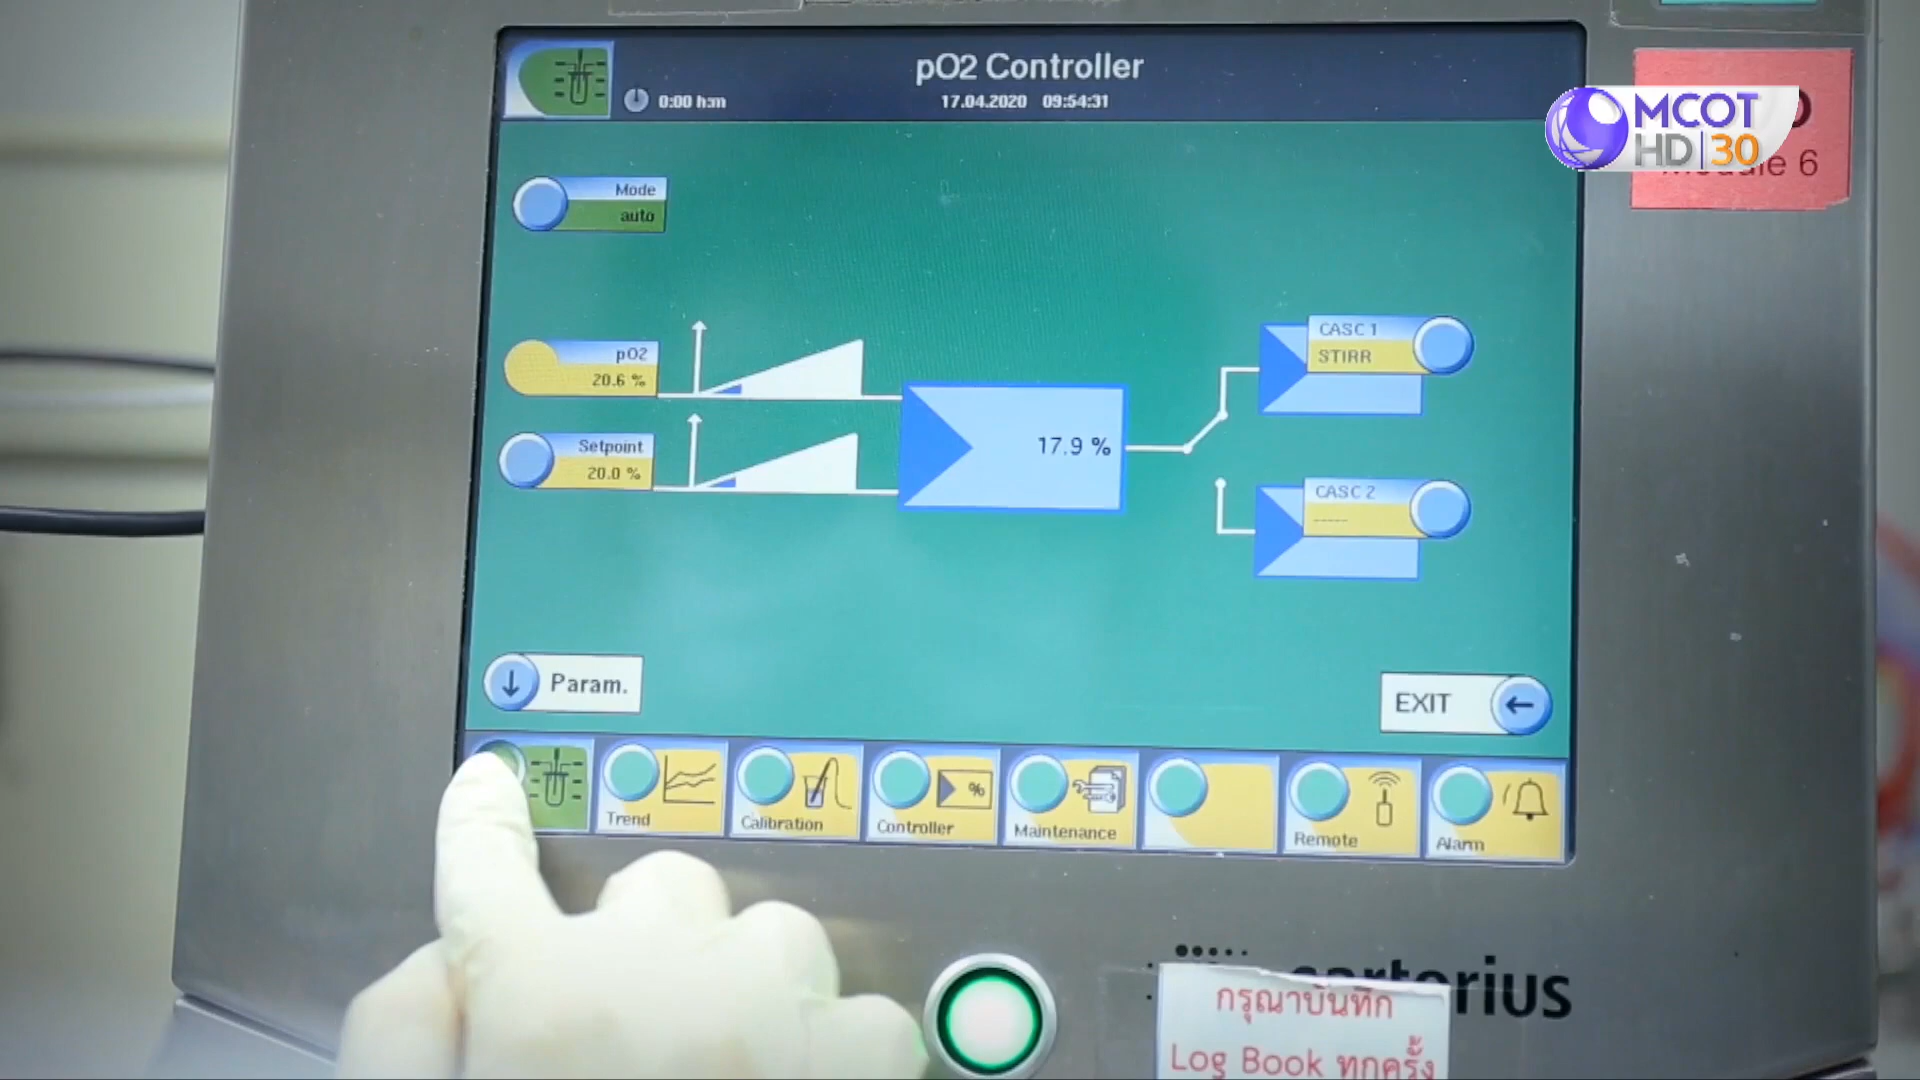 pO2 Controller
0:00 h:m
17.04.2020 09:54:31
MCOT
HD 30
6
Mode
auto
pO2
20.6 %
Setpoint
20.0 %
17.9 %
CASC 1
STIRR
CASC 2
-----
Param.
EXIT
%
Trend
Calibration
Controller
Maintenance
Remote
Alarm
sartorius
กรุณาบันทึก
Log Book ทุกครั้ง